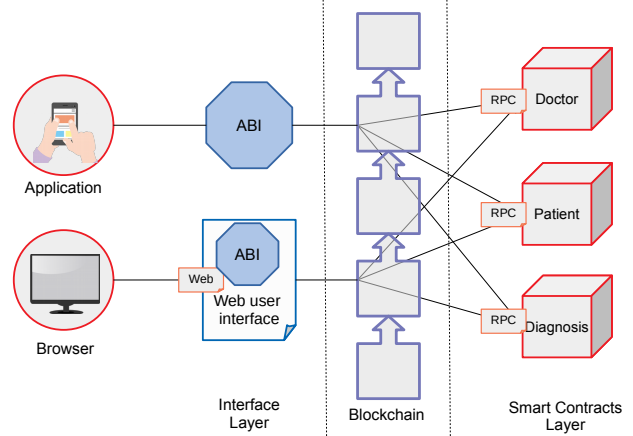 ABI
RPC
Doctor
Application
RPC
Patient
ABI
Web
Web user
interface
RPC
Diagnosis
Browser
Interface
Layer
Blockchain
Smart Contracts
Layer